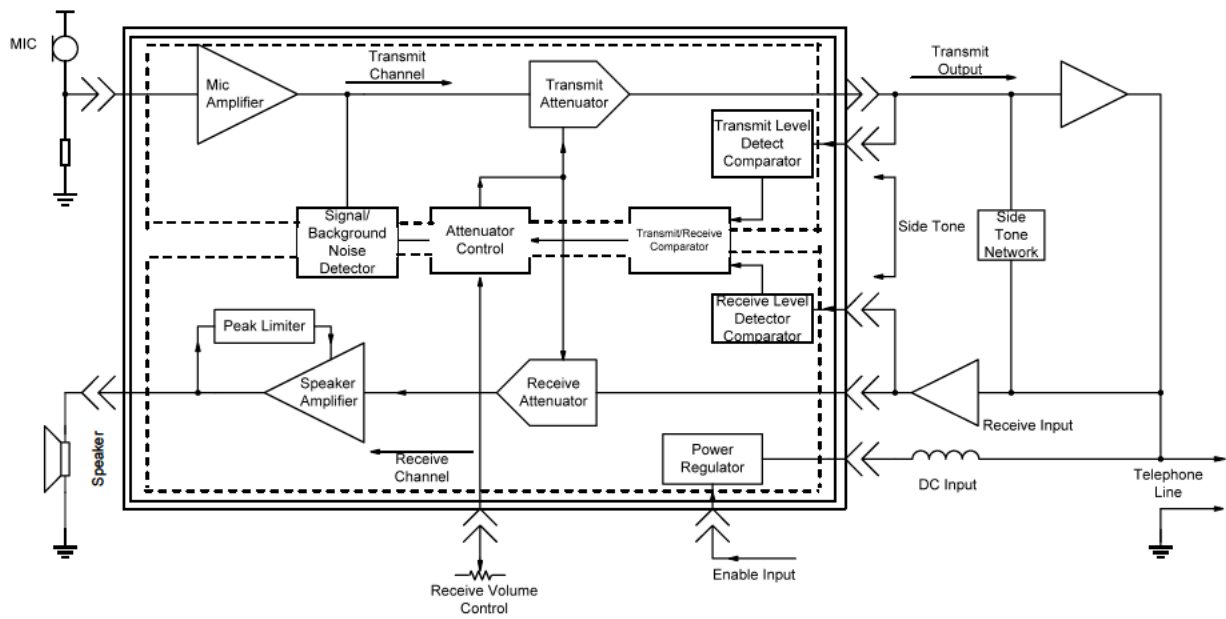 MIC
Mic
Amplifier
Transmit
Channel
Transmit
Attenuator
Transmit
Output
Transmit Level
Detect
Comparator
Signal/
Background
Noise
Detector
Attenuator
Control
Transmit/Receive
Comparator
Side Tone
Side
Tone
Network
Receive Level
Detector
Comparator
Peak Limiter
Speaker
Amplifier
Receive
Attenuator
Receive Input
Speaker
Receive
Channel
Power
Regulator
DC Input
Telephone
Line
Enable Input
Receive Volume
Control